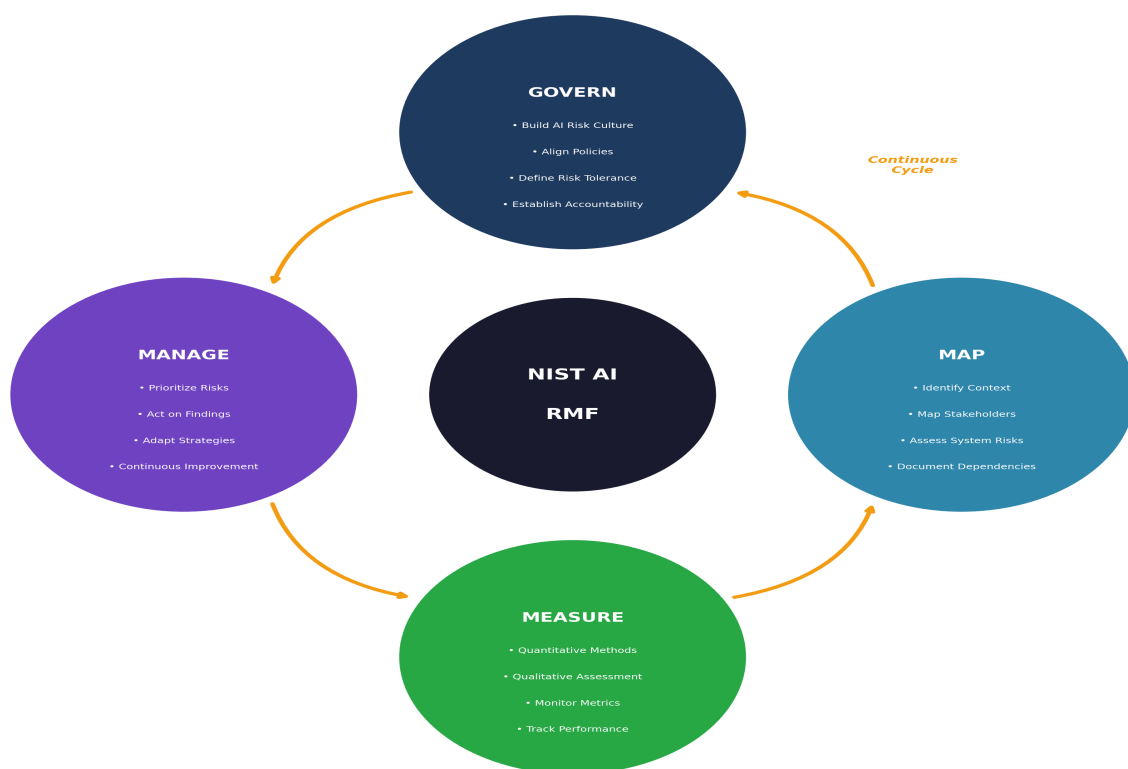 GOVERN
• Build AI Risk Culture
• Align Policies
• Define Risk Tolerance
• Establish Accountability
Continuous
Cycle
MANAGE
• Prioritize Risks
• Act on Findings
• Adapt Strategies
• Continuous Improvement
NIST AI
RMF
MAP
• Identify Context
• Map Stakeholders
• Assess System Risks
• Document Dependencies
MEASURE
• Quantitative Methods
• Qualitative Assessment
• Monitor Metrics
• Track Performance